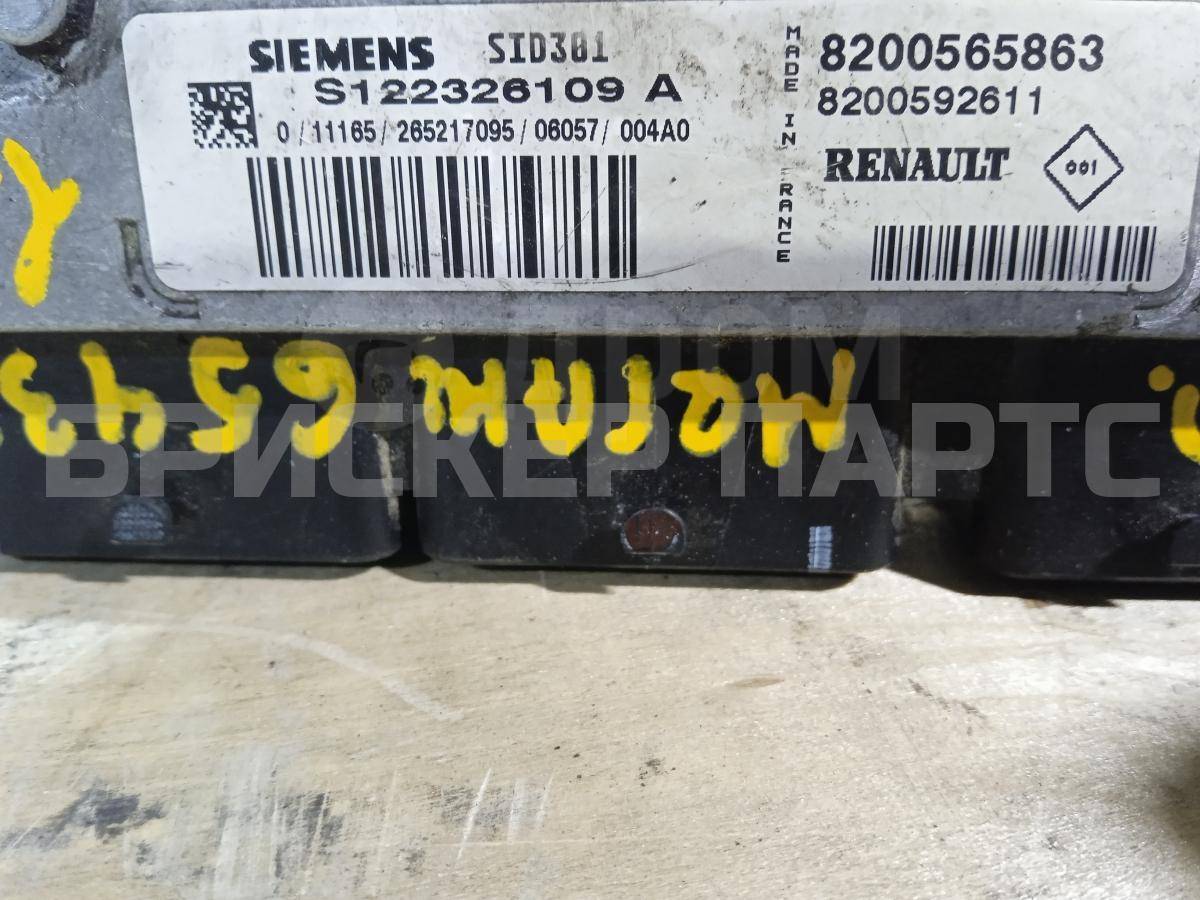 SIEMENS SID301
S122326109 A
0/11165/265217095/06057/004A0
MADE IN FRANCE
8200565863
8200592611
RENAULT
001
БРИСКЕР ПАРТС